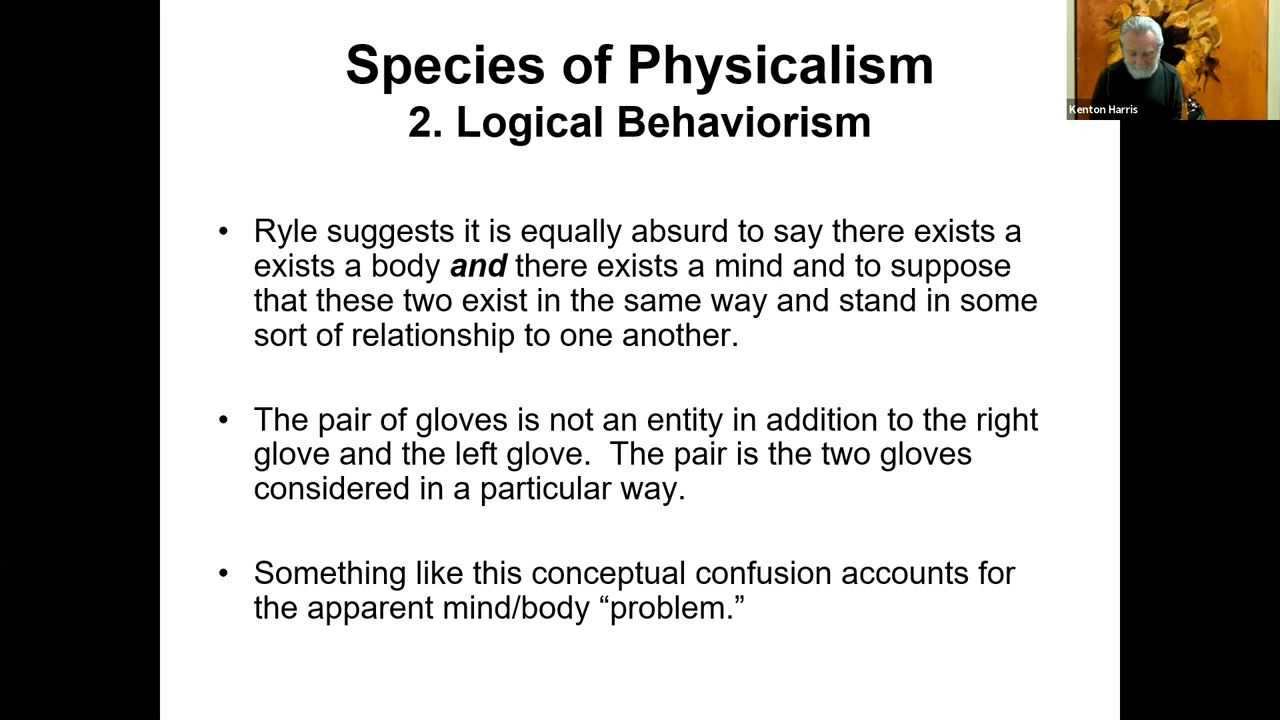 Species of Physicalism
2. Logical Behaviorism
Kenton Harris
• Ryle suggests it is equally absurd to say there exists a
exists a body and there exists a mind and to suppose
that these two exist in the same way and stand in some
sort of relationship to one another.
• The pair of gloves is not an entity in addition to the right
glove and the left glove.  The pair is the two gloves
considered in a particular way.
• Something like this conceptual confusion accounts for
the apparent mind/body “problem.”